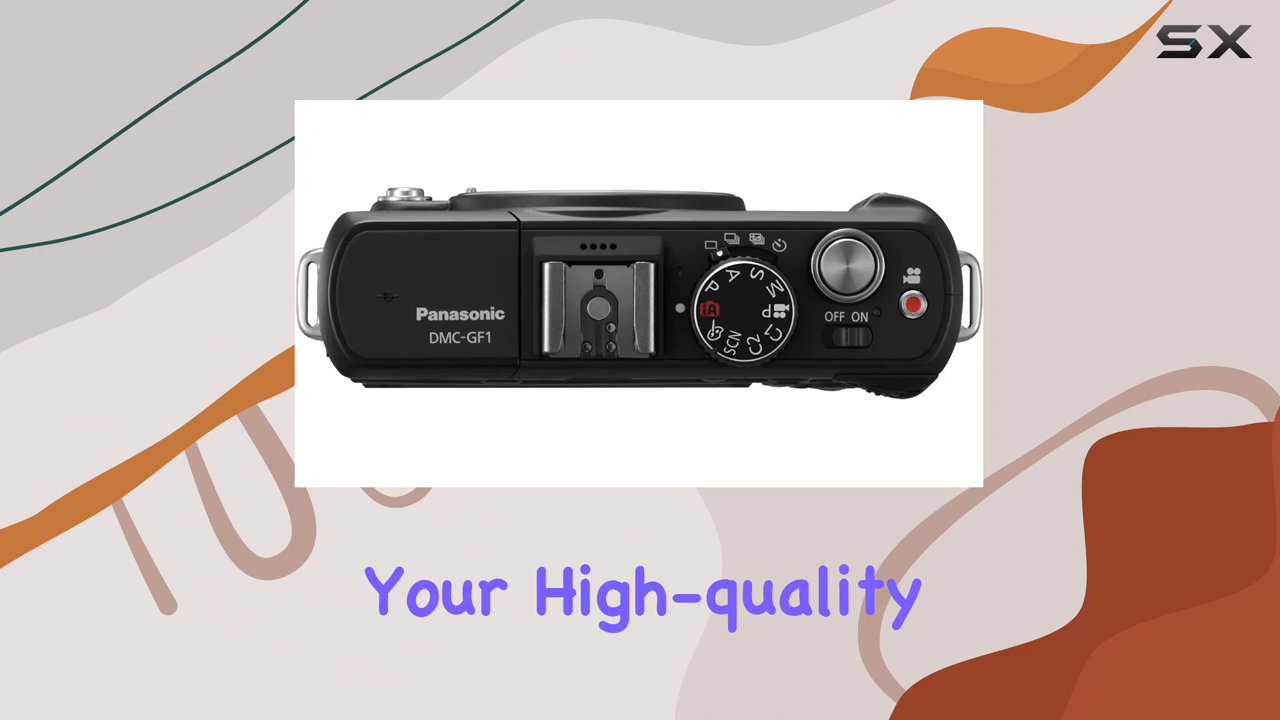 SX
Panasonic
DMC-GF1
P A S M
iA
P
SCN C2 C1
OFF ON
Your High-quality